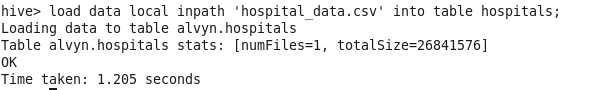 hive> load data local inpath 'hospital_data.csv' into table hospitals;
Loading data to table alvyn.hospitals
Table alvyn.hospitals stats: [numFiles=1, totalSize=26841576]
OK
Time taken: 1.205 seconds